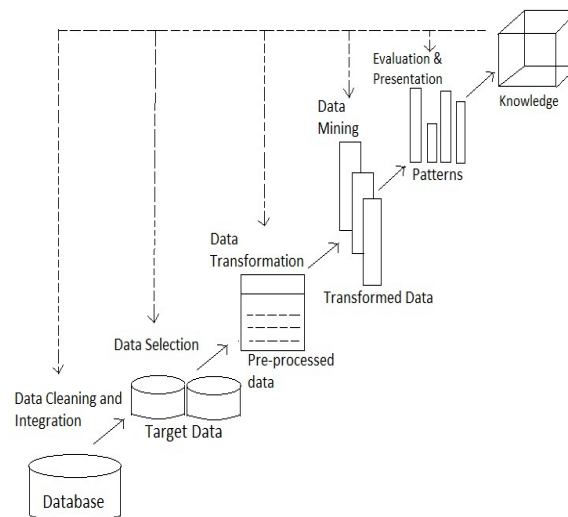 Evaluation &
Presentation
Knowledge
Data
Mining
Patterns
Data
Transformation
Transformed Data
Data Selection
Pre-processed
data
Data Cleaning and
Integration
Target Data
Database